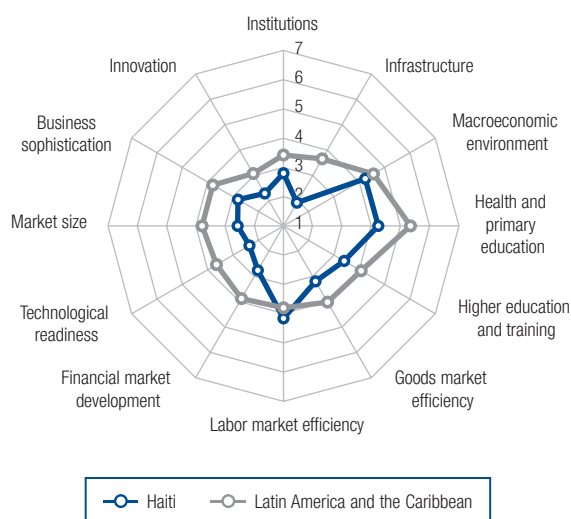 Institutions
Innovation
Infrastructure
Business
sophistication
Macroeconomic
environment
Market size
Health and
primary
education
Technological
readiness
Higher education
and training
Financial market
development
Goods market
efficiency
Labor market efficiency
7
6
5
4
3
2
1
Haiti
Latin America and the Caribbean